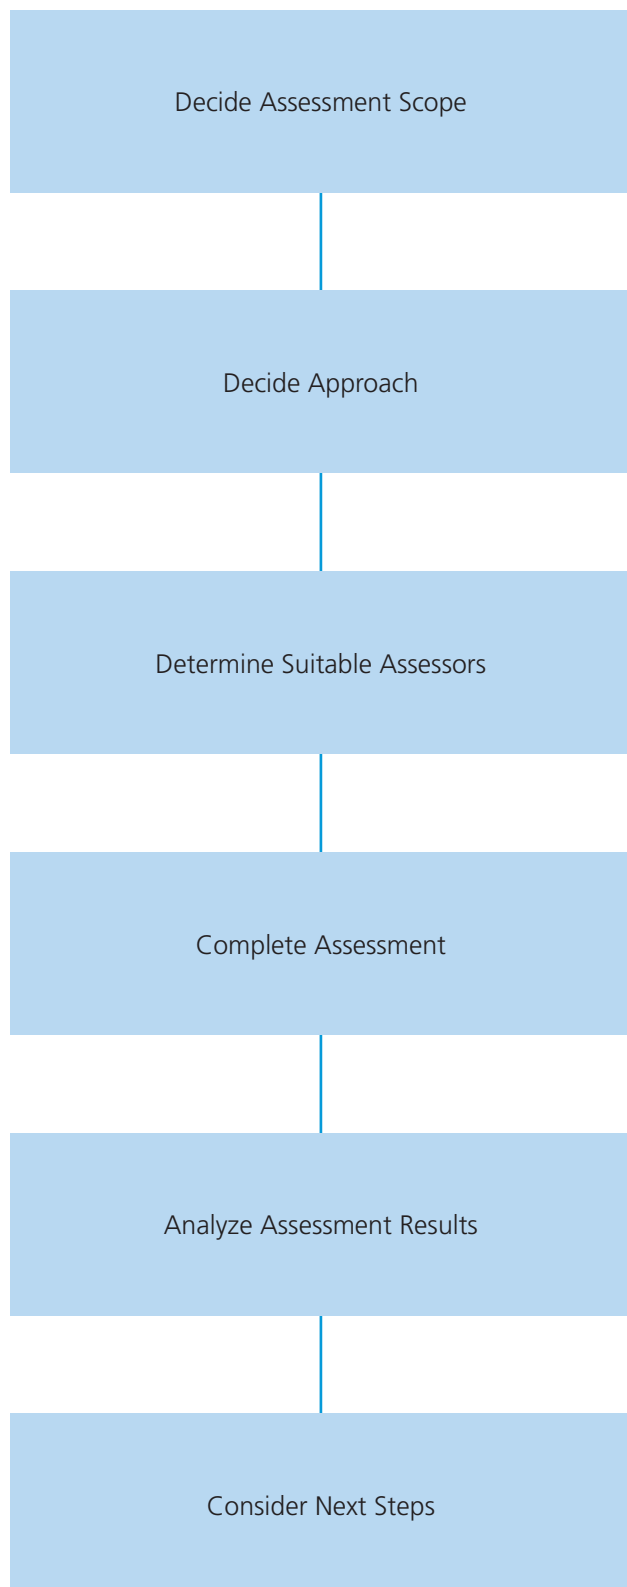 Decide Assessment Scope
Decide Approach
Determine Suitable Assessors
Complete Assessment
Analyze Assessment Results
Consider Next Steps